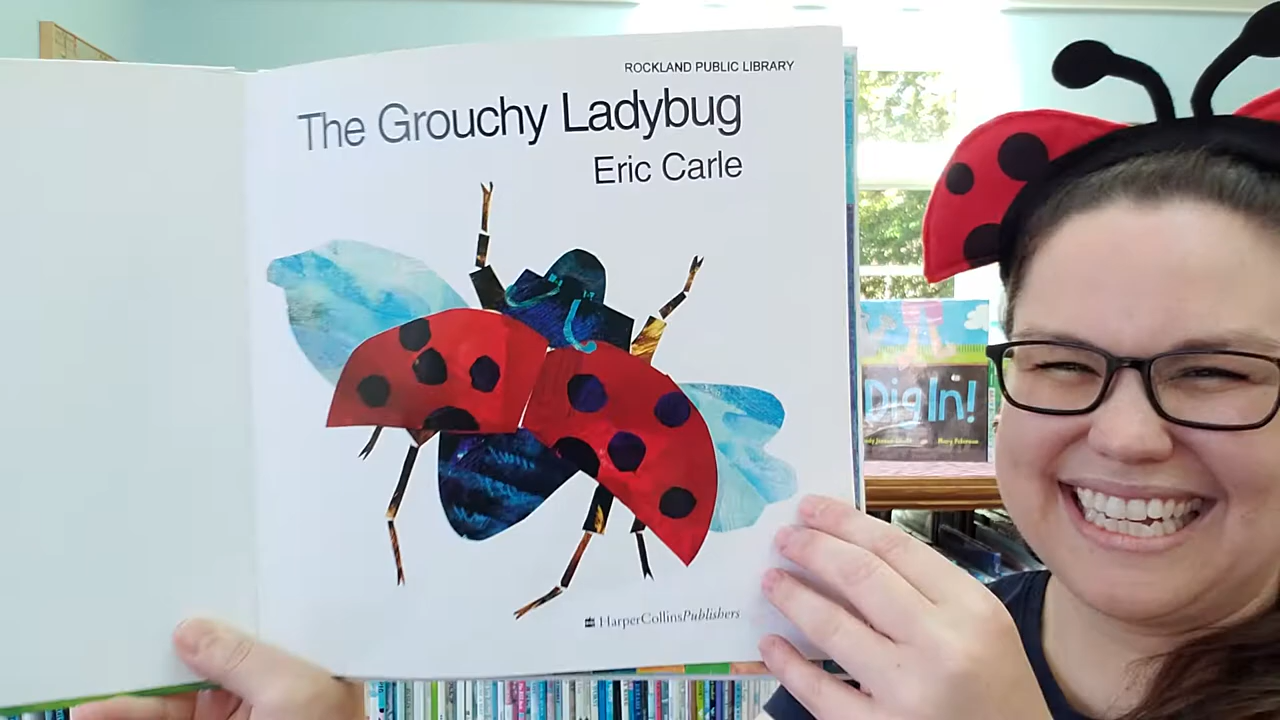 ROCKLAND PUBLIC LIBRARY
The Grouchy Ladybug
Eric Carle
HarperCollinsPublishers
Dig In!